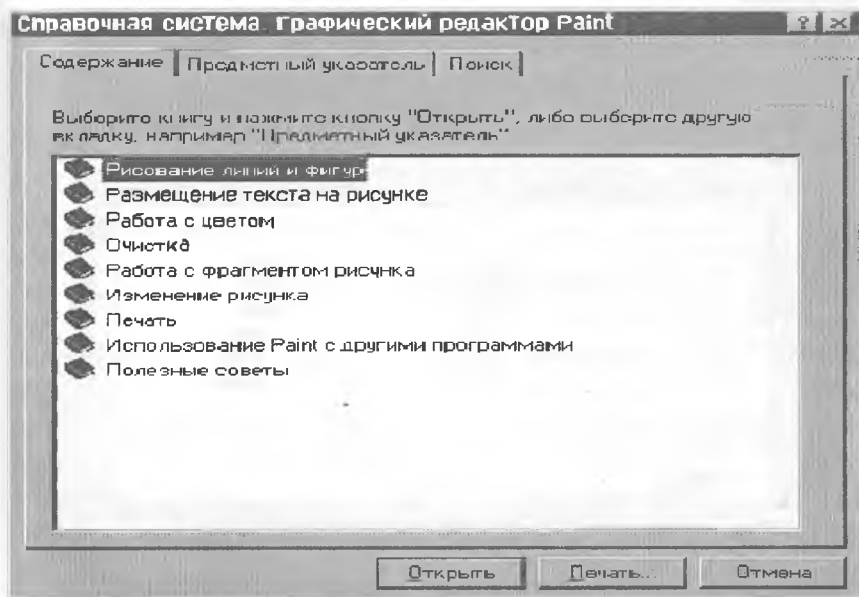 Справочная система. Графический редактор Paint
Содержание Предметный указатель Поиск
Выберите книгу и нажмите кнопку "Открыть", либо выберите другую
вкладку, например "Предметный указатель"
Рисование линий и фигур
Размещение текста на рисунке
Работа с цветом
Очистка
Работа с фрагментом рисунка
Изменение рисунка
Печать
Использование Paint с другими программами
Полезные советы
Открыть Печать... Отмена